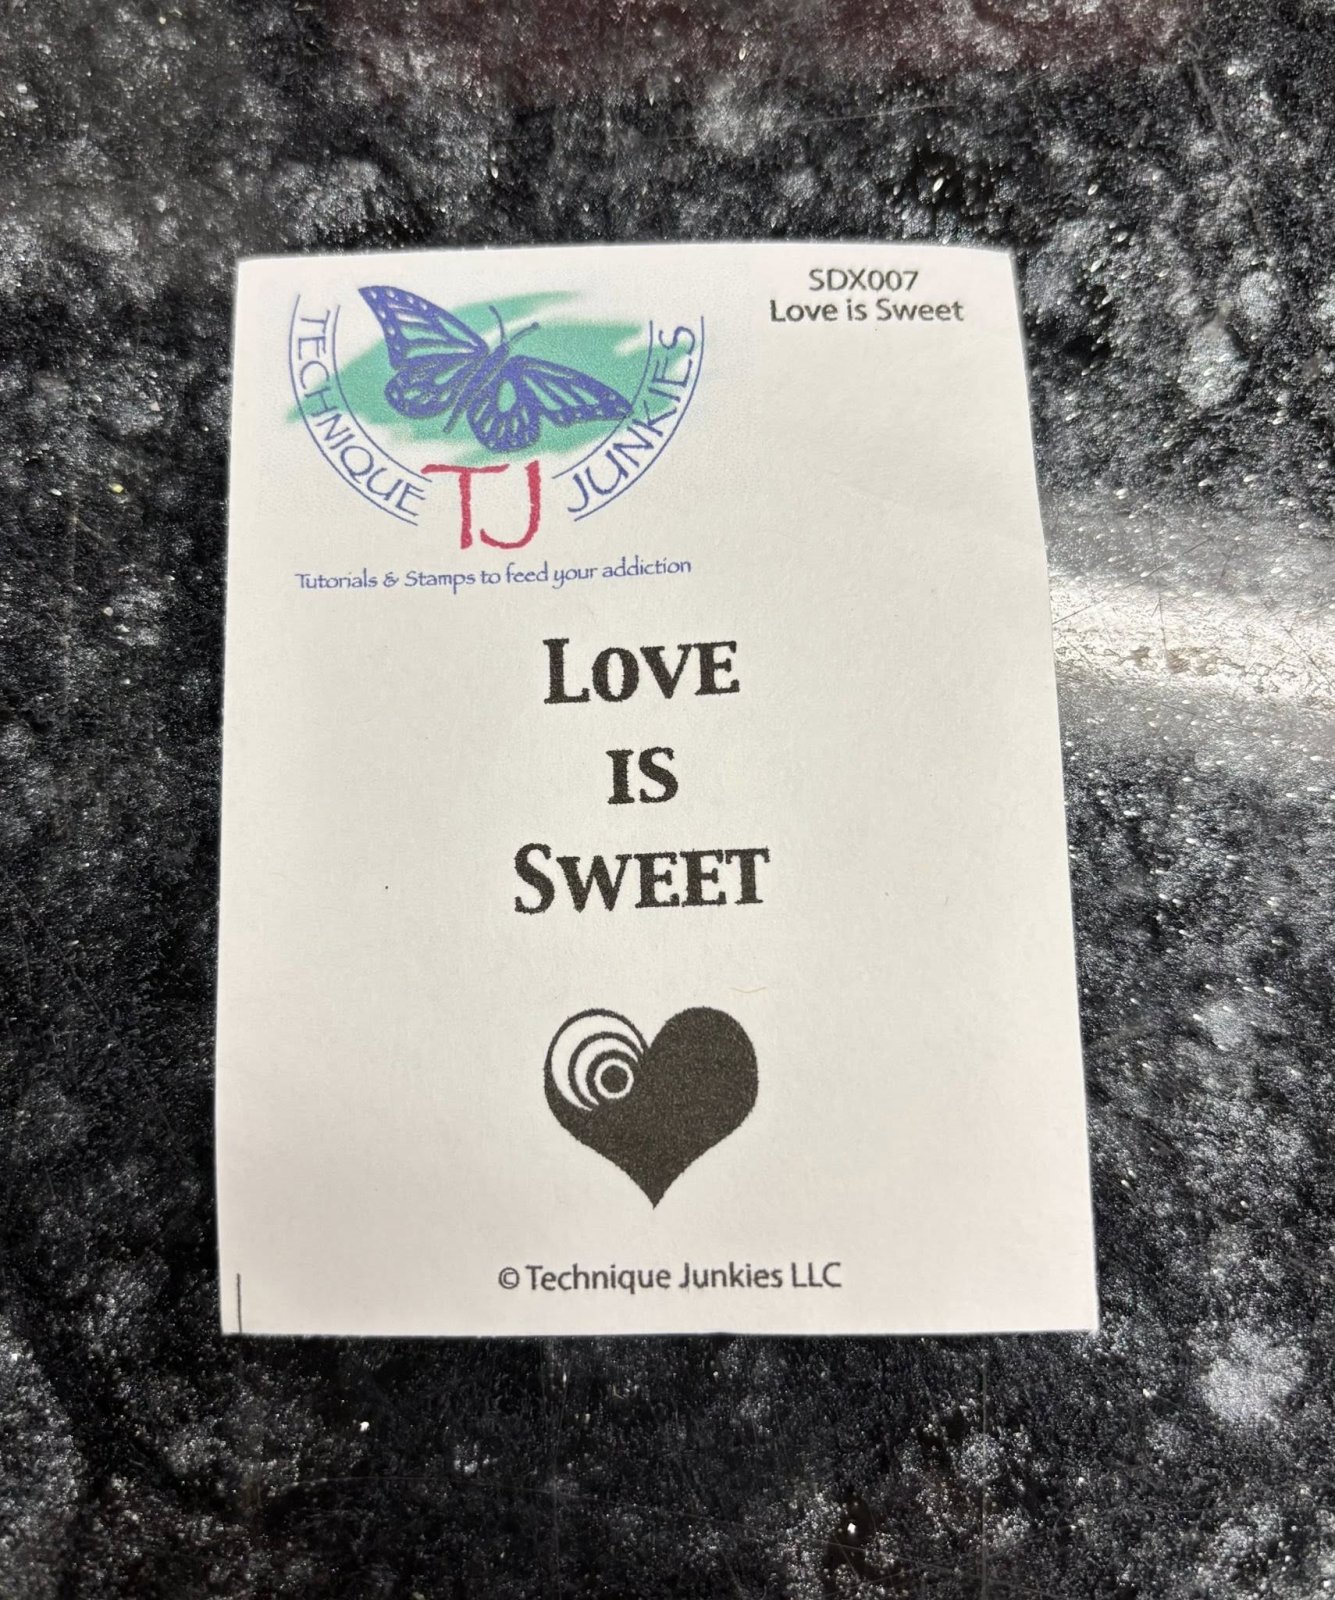 SDX007
Love is Sweet
TECHNIQUE TJ JUNKIES
Tutorials & Stamps to feed your addiction
LOVE
IS
SWEET
© Technique Junkies LLC